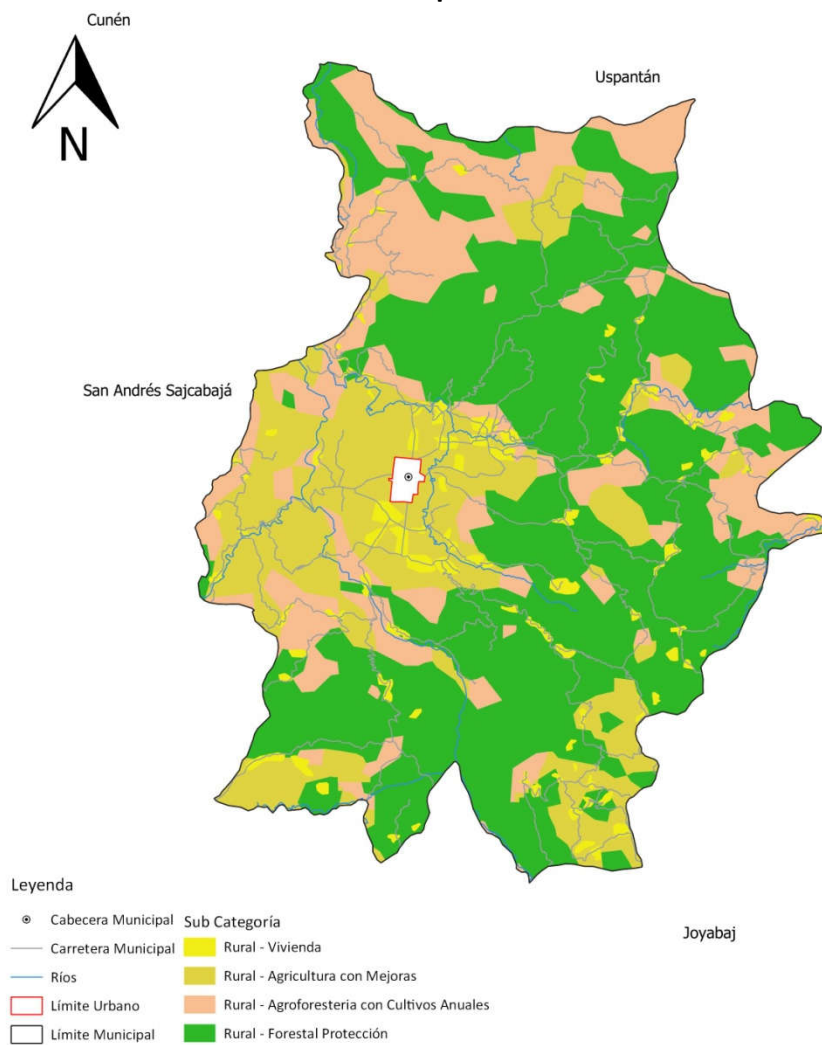 Cunén
Uspantán
N
San Andrés Sajcabajá
Joyabaj
Leyenda
Cabecera Municipal
Carretera Municipal
Ríos
Límite Urbano
Límite Municipal
Sub Categoría
Rural - Vivienda
Rural - Agricultura con Mejoras
Rural - Agroforesteria con Cultivos Anuales
Rural - Forestal Protección